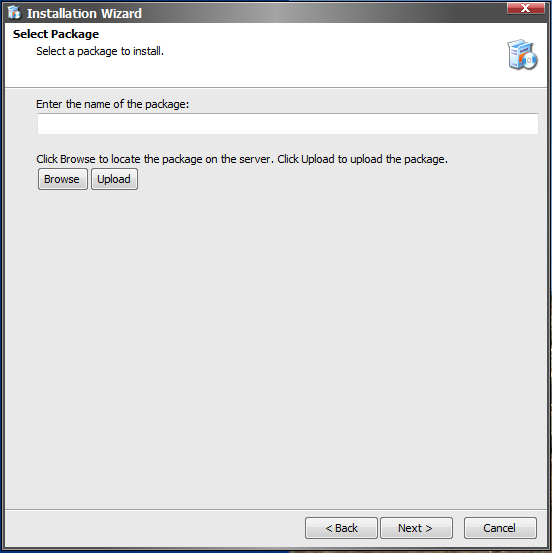 Installation Wizard
Select Package
Select a package to install.
Enter the name of the package:
Click Browse to locate the package on the server. Click Upload to upload the package.
Browse Upload
< Back Next > Cancel